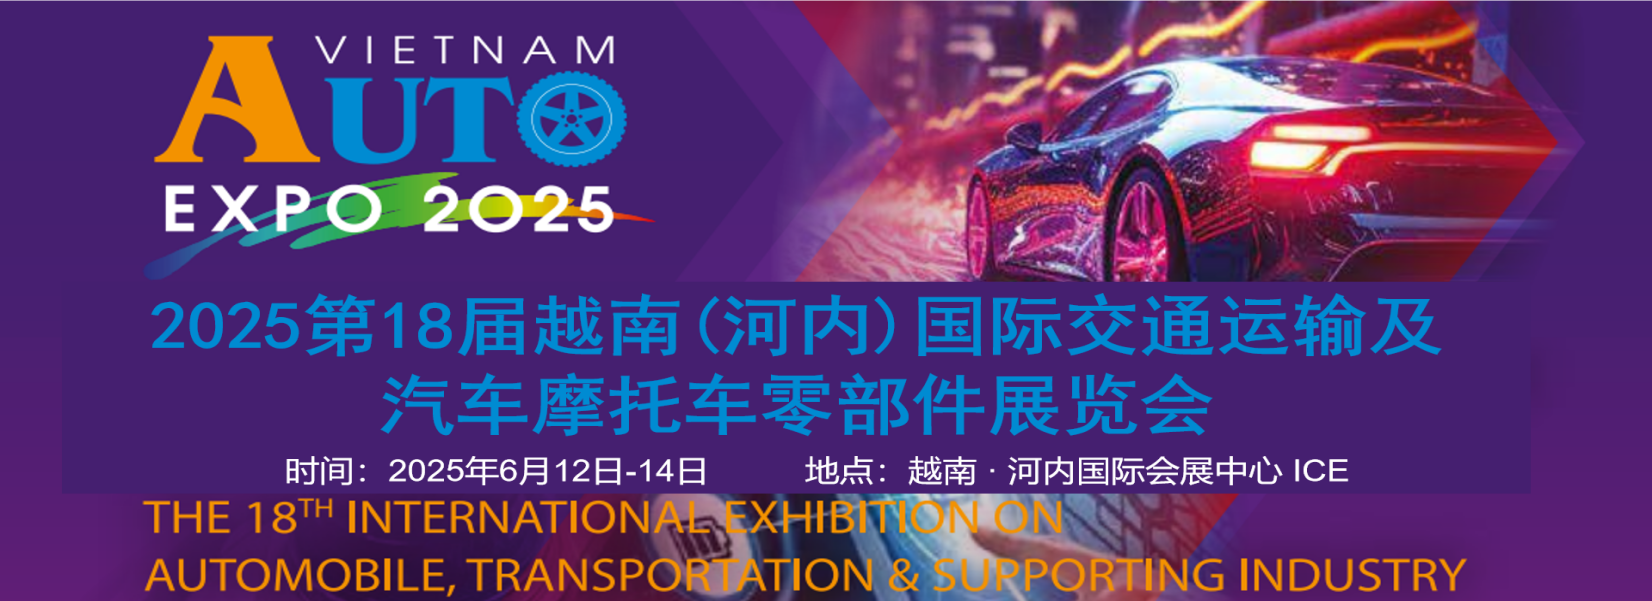 VIETNAM
AUTO
EXPO 2025
2025第18届越南(河内)国际交通运输及
汽车摩托车零部件展览会
时间：2025年6月12日-14日 地点：越南·河内国际会展中心 ICE
THE 18TH INTERNATIONAL EXHIBITION ON
AUTOMOBILE, TRANSPORTATION & SUPPORTING INDUSTRY